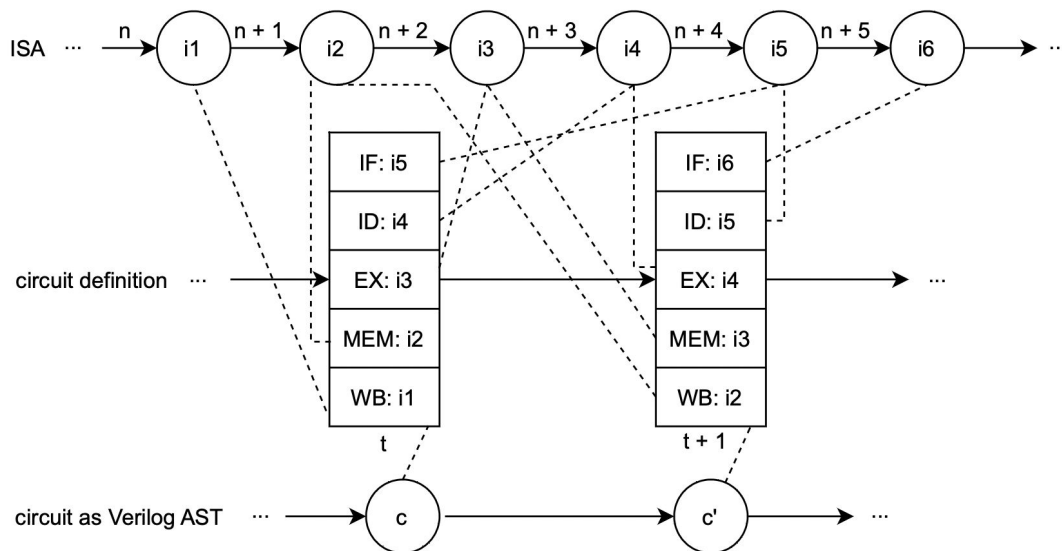 n n + 1 n + 2 n + 3 n + 4 n + 5
ISA ... i1 i2 i3 i4 i5 i6 ..
IF: i5 IF: i6
ID: i4 ID: i5
circuit definition ... EX: i3 EX: i4 ...
MEM: i2 MEM: i3
WB: i1 WB: i2
t t + 1
circuit as Verilog AST ... c c' ...